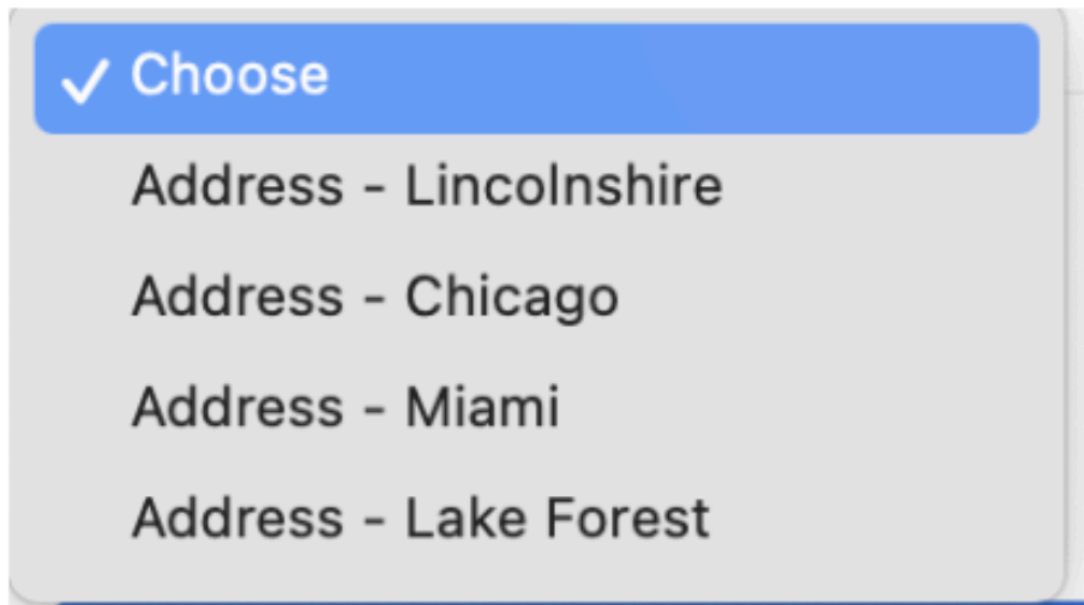 Choose
Address - Lincolnshire
Address - Chicago
Address - Miami
Address - Lake Forest